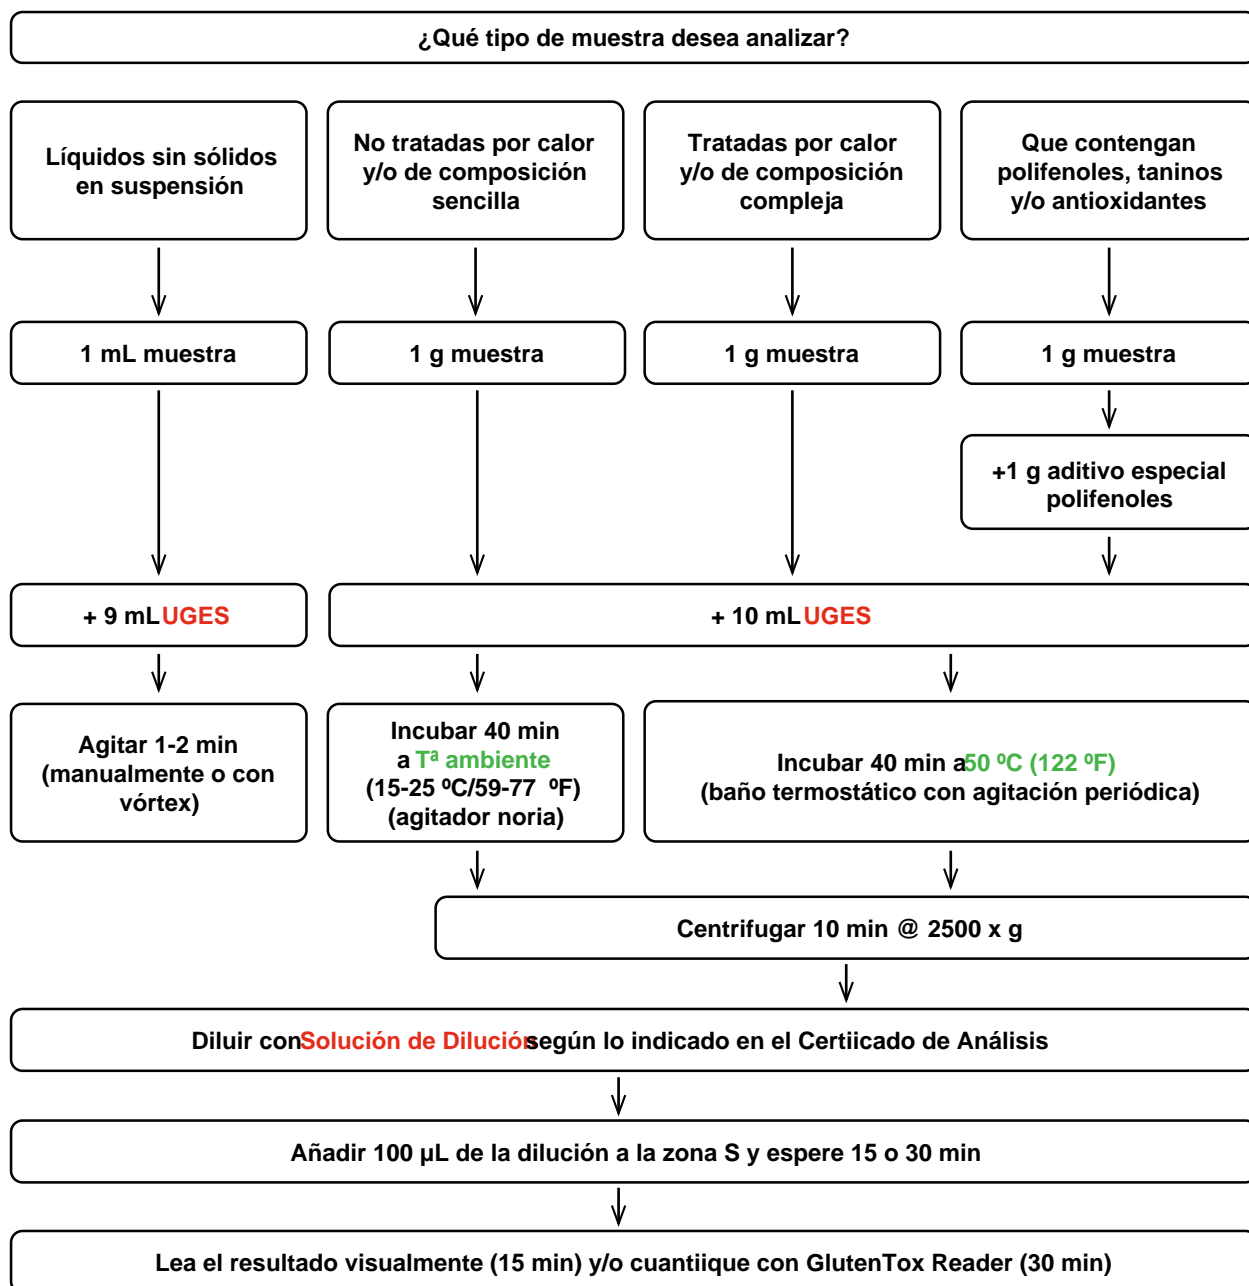 ¿Qué tipo de muestra desea analizar?
Líquidos sin sólidos
en suspensión
No tratadas por calor
y/o de composición
sencilla
Tratadas por calor
y/o de composición
compleja
Que contengan
polifenoles, taninos
y/o antioxidantes
1 mL muestra
1 g muestra
1 g muestra
1 g muestra
+1 g aditivo especial
polifenoles
+ 9 mL UGES
+ 10 mL UGES
Agitar 1-2 min
(manualmente o con
vórtex)
Incubar 40 min
a Tª ambiente
(15-25 ºC/59-77 ºF)
(agitador noria)
Incubar 40 min a 50 ºC (122 ºF)
(baño termostático con agitación periódica)
Centrifugar 10 min @ 2500 x g
Diluir con Solución de Dilución según lo indicado en el Certiicado de Análisis
Añadir 100 µL de la dilución a la zona S y espere 15 o 30 min
Lea el resultado visualmente (15 min) y/o cuantiique con GlutenTox Reader (30 min)